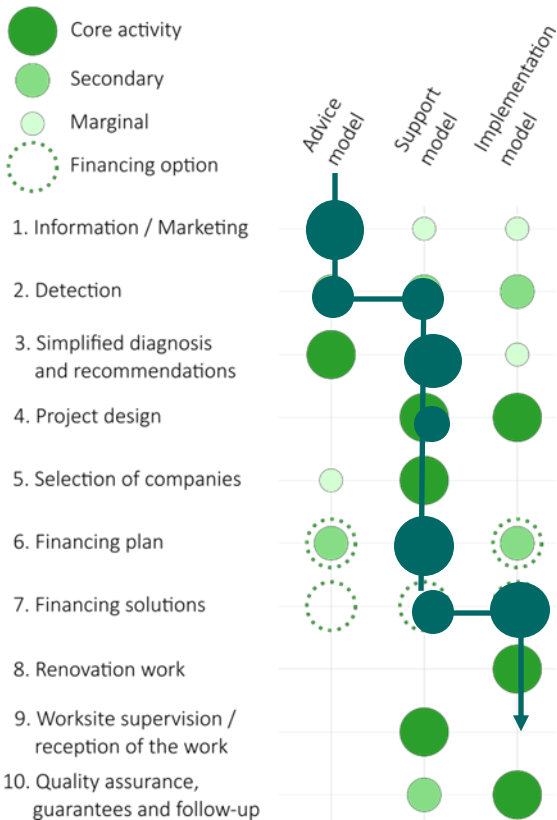 Core activity
Secondary
Marginal
Financing option
Advice
model
Support
model
Implementation
model
1. Information / Marketing
2. Detection
3. Simplified diagnosis
and recommendations
4. Project design
5. Selection of companies
6. Financing plan
7. Financing solutions
8. Renovation work
9. Worksite supervision /
reception of the work
10. Quality assurance,
guarantees and follow-up